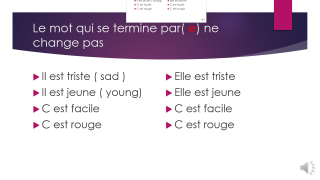 Le mot qui se termine par( e) ne
change pas
Il est triste ( sad )
Il est jeune ( young)
C est facile
C est rouge
Elle est triste
Elle est jeune
C est facile
C est rouge